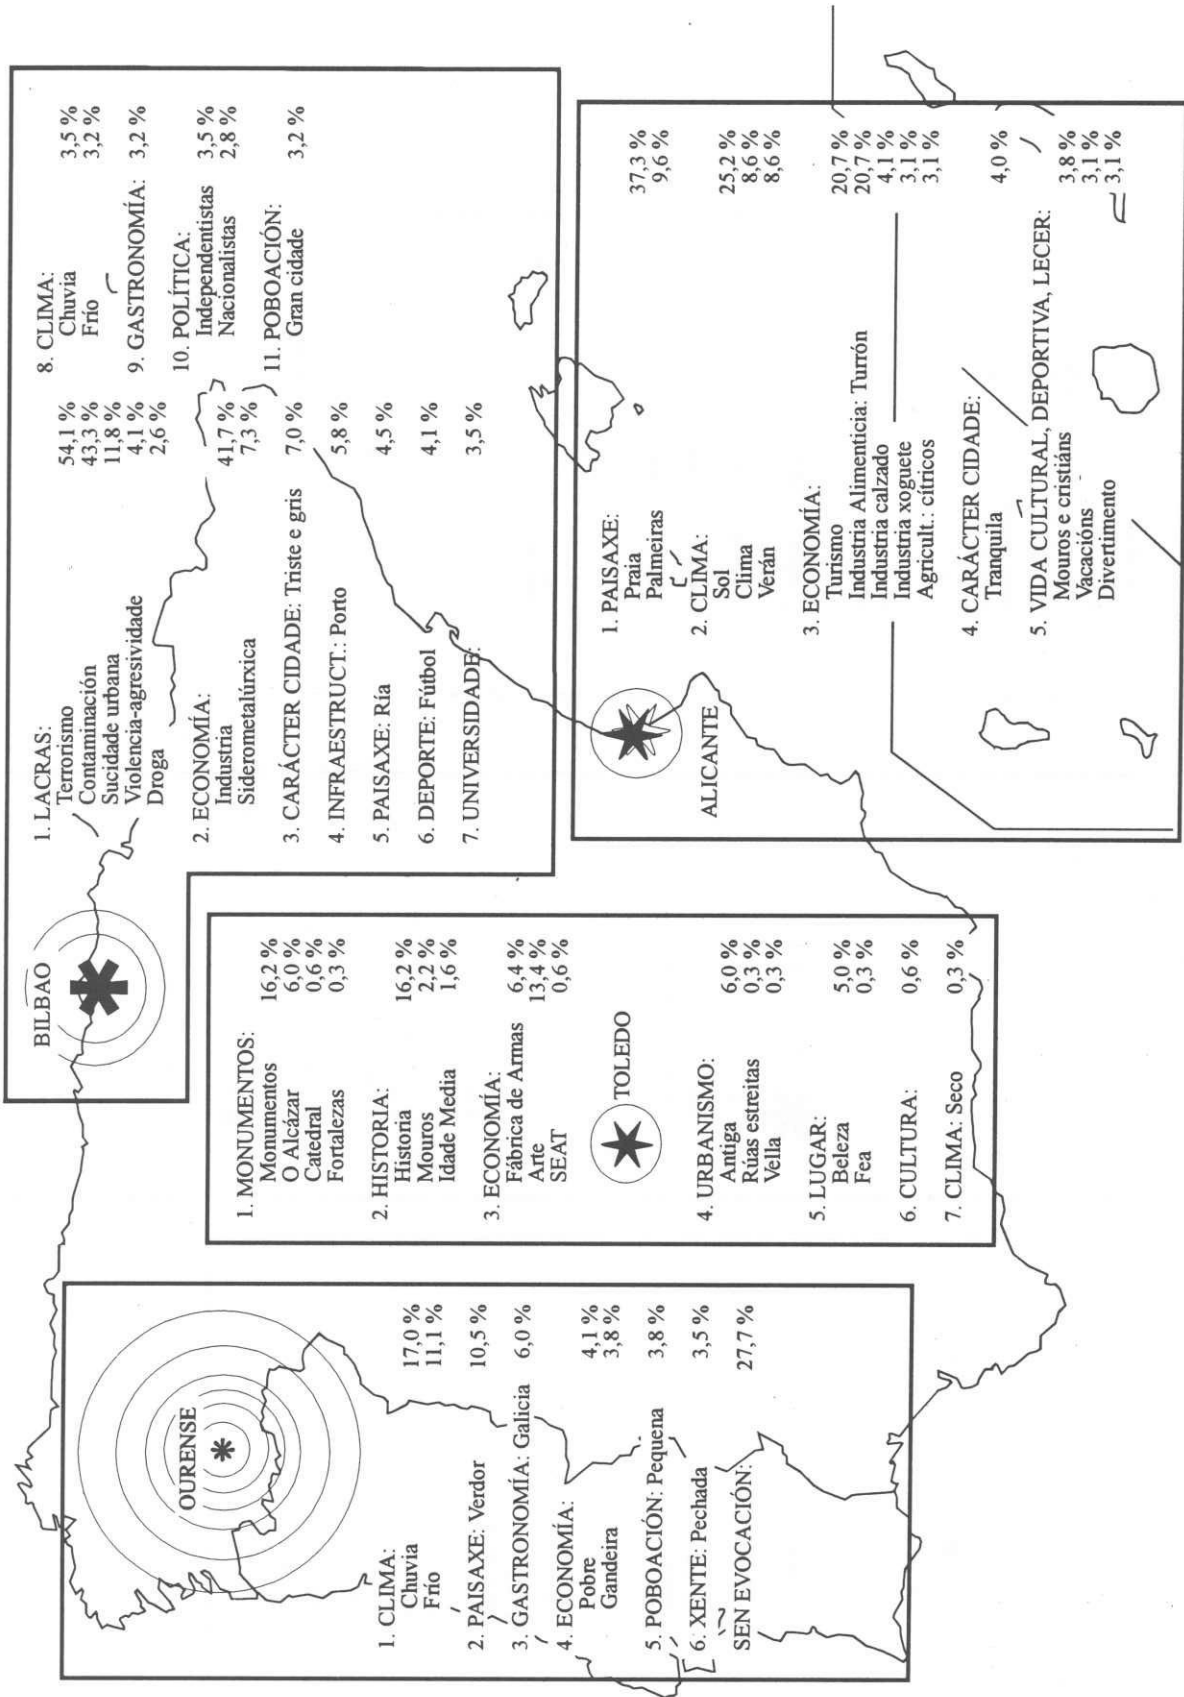 BILBAO
1. LACRAS:
Terrorismo 54,1 %
Contaminación 43,3 %
Sucidade urbana 11,8 %
Violencia-agresividade 4,1 %
Droga 2,6 %
2. ECONOMÍA:
Industria 41,7 %
Siderometalúrxica 7,3 %
3. CARÁCTER CIDADE: Triste e gris 7,0 %
4. INFRAESTRUCT.: Porto 5,8 %
5. PAISAXE: Ría 4,5 %
6. DEPORTE: Fútbol 4,1 %
7. UNIVERSIDADE: 3,5 %
8. CLIMA:
Chuvia 3,5 %
Frío 3,2 %
9. GASTRONOMÍA: 3,2 %
10. POLÍTICA:
Independentistas 3,5 %
Nacionalistas 2,8 %
11. POBOACIÓN:
Gran cidade 3,2 %
OURENSE
1. CLIMA:
Chuvia 17,0 %
Frío 11,1 %
2. PAISAXE: Verdor 10,5 %
3. GASTRONOMÍA: Galicia 6,0 %
4. ECONOMÍA:
Pobre 4,1 %
Gandeira 3,8 %
5. POBOACIÓN: Pequena 3,8 %
6. XENTE: Pechada 3,5 %
SEN EVOCACIÓN: 27,7 %
1. MONUMENTOS:
Monumentos 16,2 %
O Alcázar 6,0 %
Catedral 0,6 %
Fortalezas 0,3 %
2. HISTORIA:
Historia 16,2 %
Mouros 2,2 %
Idade Media 1,6 %
3. ECONOMÍA:
Fábrica de Armas 6,4 %
Arte 13,4 %
SEAT 0,6 %
TOLEDO
4. URBANISMO:
Antiga 6,0 %
Rúas estreitas 0,3 %
Vella 0,3 %
5. LUGAR:
Beleza 5,0 %
Fea 0,3 %
6. CULTURA: 0,6 %
7. CLIMA: Seco 0,3 %
ALICANTE
1. PAISAXE:
Praia 37,3 %
Palmeiras 9,6 %
2. CLIMA:
Sol 25,2 %
Clima 8,6 %
Verán 8,6 %
3. ECONOMÍA:
Turismo 20,7 %
Industria Alimenticia: Turrón 20,7 %
Industria calzado 4,1 %
Industria xoguete 3,1 %
Agricult.: cítricos 3,1 %
4. CARÁCTER CIDADE:
Tranquila 4,0 %
5. VIDA CULTURAL, DEPORTIVA, LECER:
Mouros e cristiáns 3,8 %
Vacacións 3,1 %
Divertimento 3,1 %